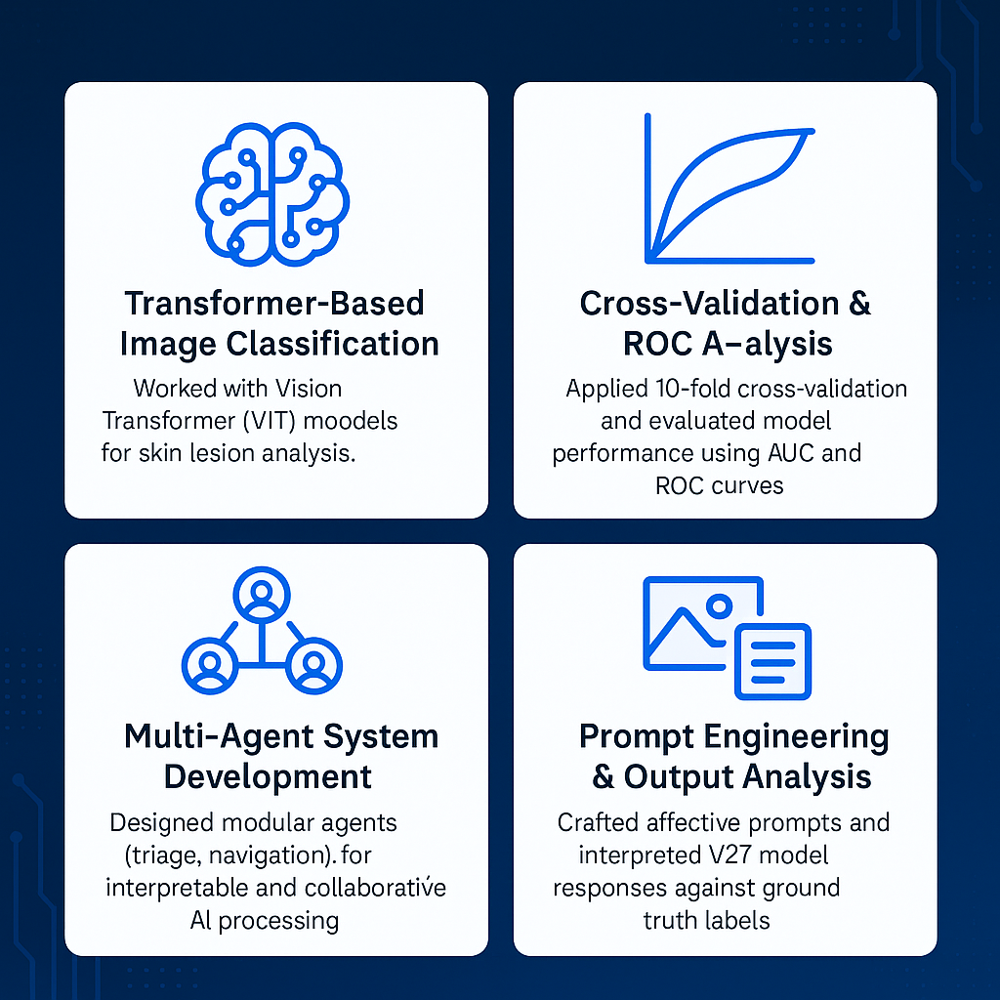 Transformer-Based
Image Classification
Worked with Vision
Transformer (VIT) moodels
for skin lesion analysis.
Cross-Validation &
ROC A–alysis
Applied 10-fold cross-validation
and evaluated model
performance using AUC and
ROC curves
Multi-Agent System
Development
Designed modular agents
(triage, navigation). for
interpretable and collaborative
AI processing
Prompt Engineering
& Output Analysis
Crafted affective prompts and
interpreted V27 model
responses against ground
truth labels